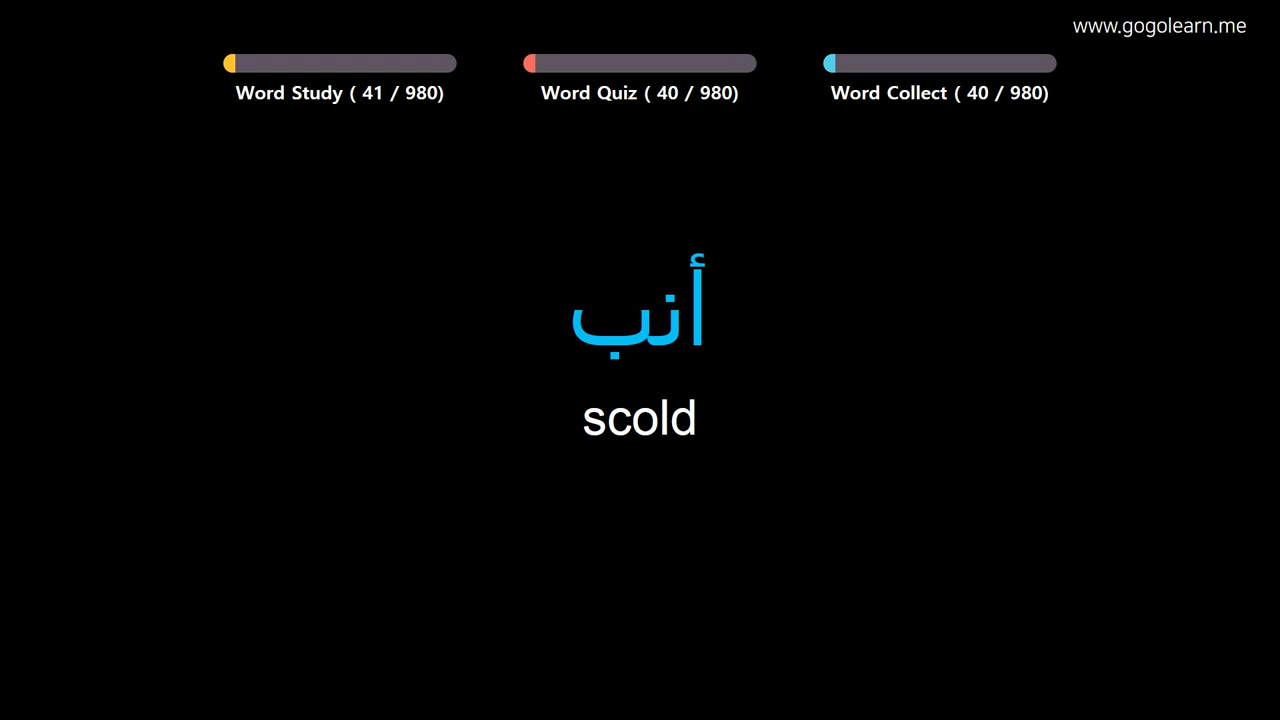 www.gogolearn.me
Word Study ( 41 / 980)
Word Quiz ( 40 / 980)
Word Collect ( 40 / 980)
أنب
scold